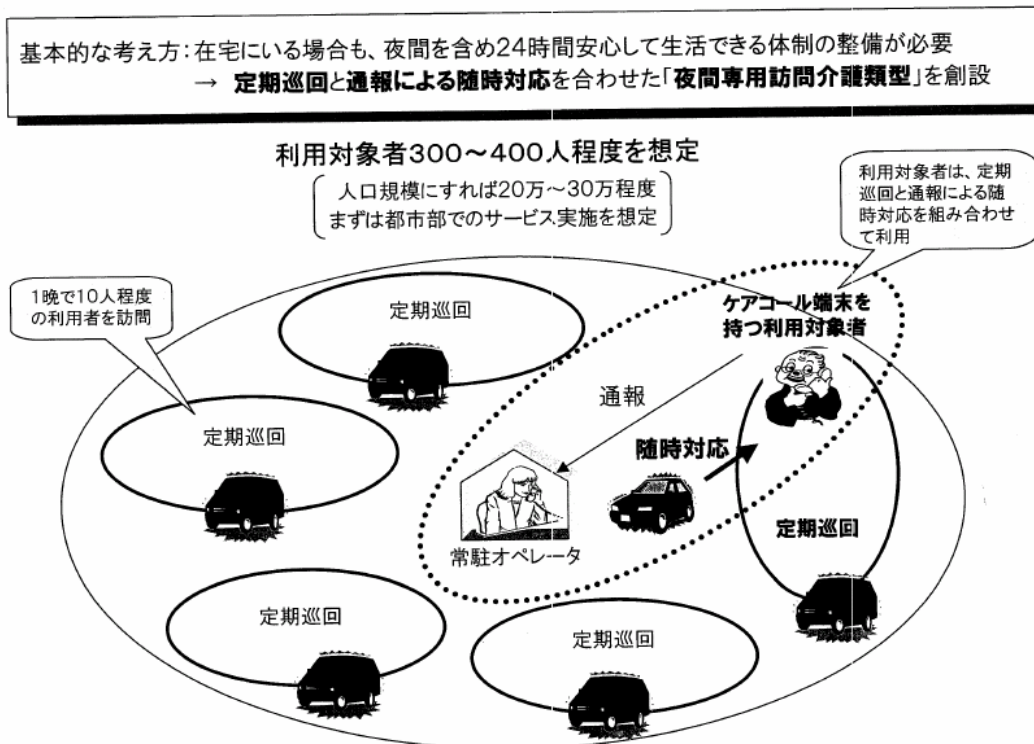 基本的な考え方：在宅にいる場合も、夜間を含め24時間安心して生活できる体制の整備が必要
→ 定期巡回と通報による随時対応を合わせた「夜間専用訪問介護類型」を創設
利用対象者300～400人程度を想定
人口規模にすれば20万～30万程度
まずは都市部でのサービス実施を想定
利用対象者は、定期
巡回と通報による随
時対応を組み合わせ
て利用
1晩で10人程度
の利用者を訪問
定期巡回
ケアコール端末を
持つ利用対象者
通報
定期巡回
随時対応
定期巡回
常駐オペレータ
定期巡回
定期巡回